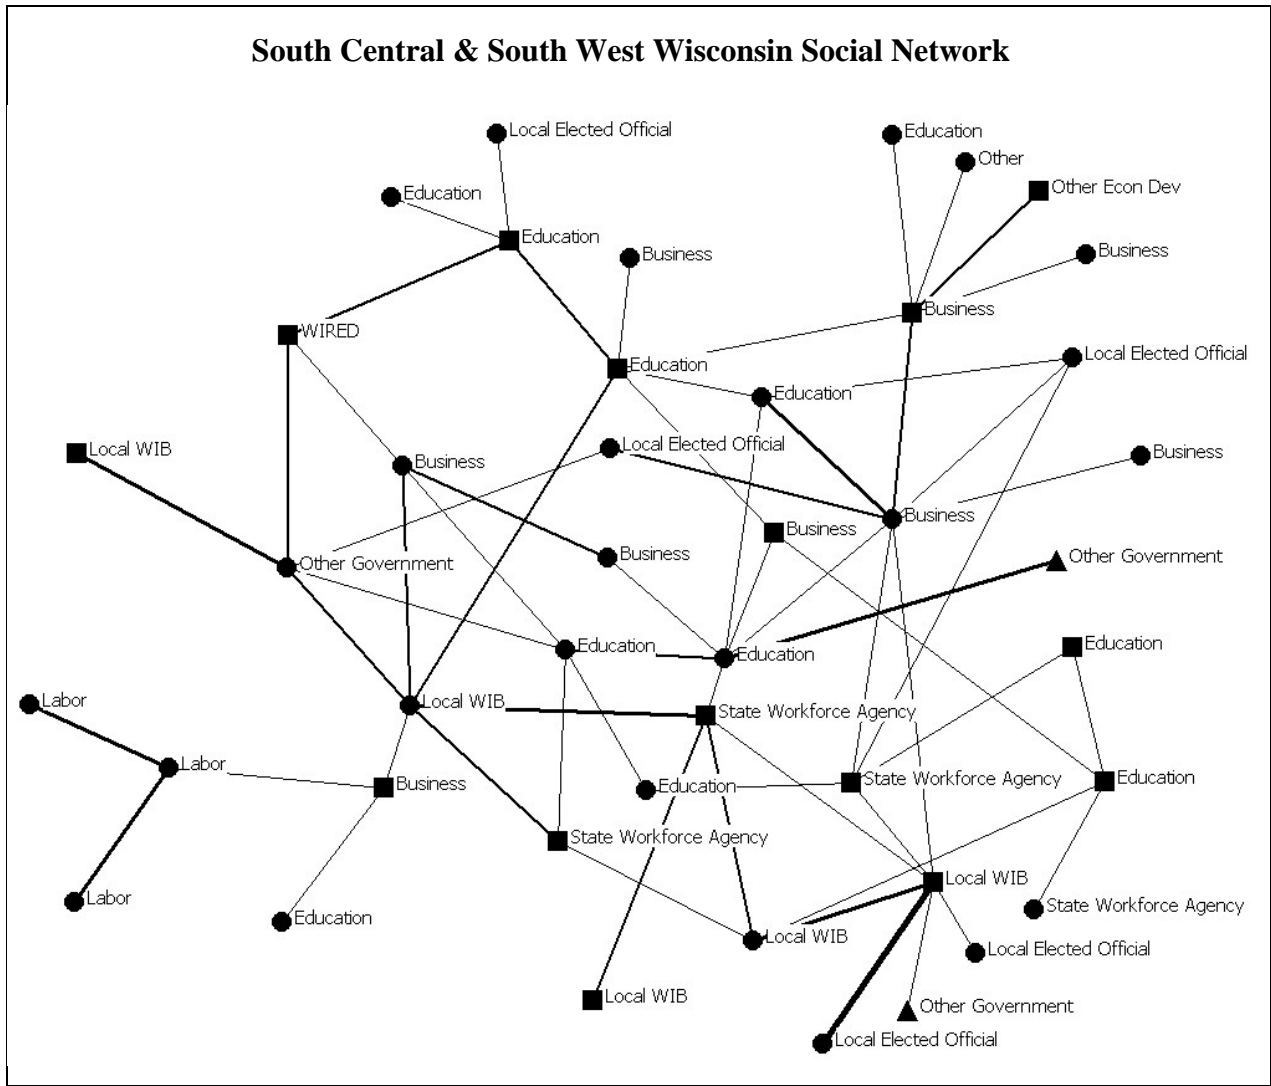 South Central & South West Wisconsin Social Network
Local Elected Official
Education
Other
Education
Other Econ Dev
Education
Business
Business
Business
WIRED
Local Elected Official
Education
Education
Local Elected Official
Local WIB
Business
Business
Business
Business
Business
Other Government
Other Government
Education
Education
Education
Local WIB
Labor
State Workforce Agency
Labor
Business
Education
State Workforce Agency
Education
State Workforce Agency
Labor
Education
Local WIB
State Workforce Agency
Local WIB
Local Elected Official
Local WIB
Other Government
Local Elected Official